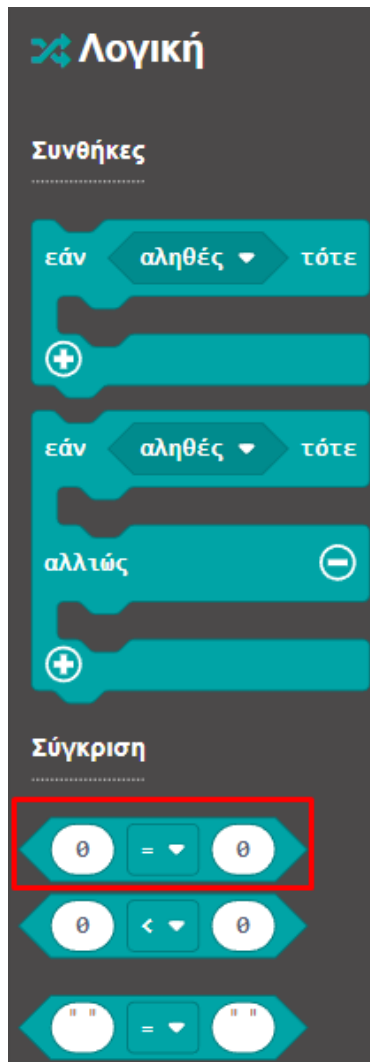 Λογική
Συνθήκες
εάν αληθές τότε
εάν αληθές τότε
αλλιώς
Σύγκριση
0 = 0
0 < 0
" " = " "